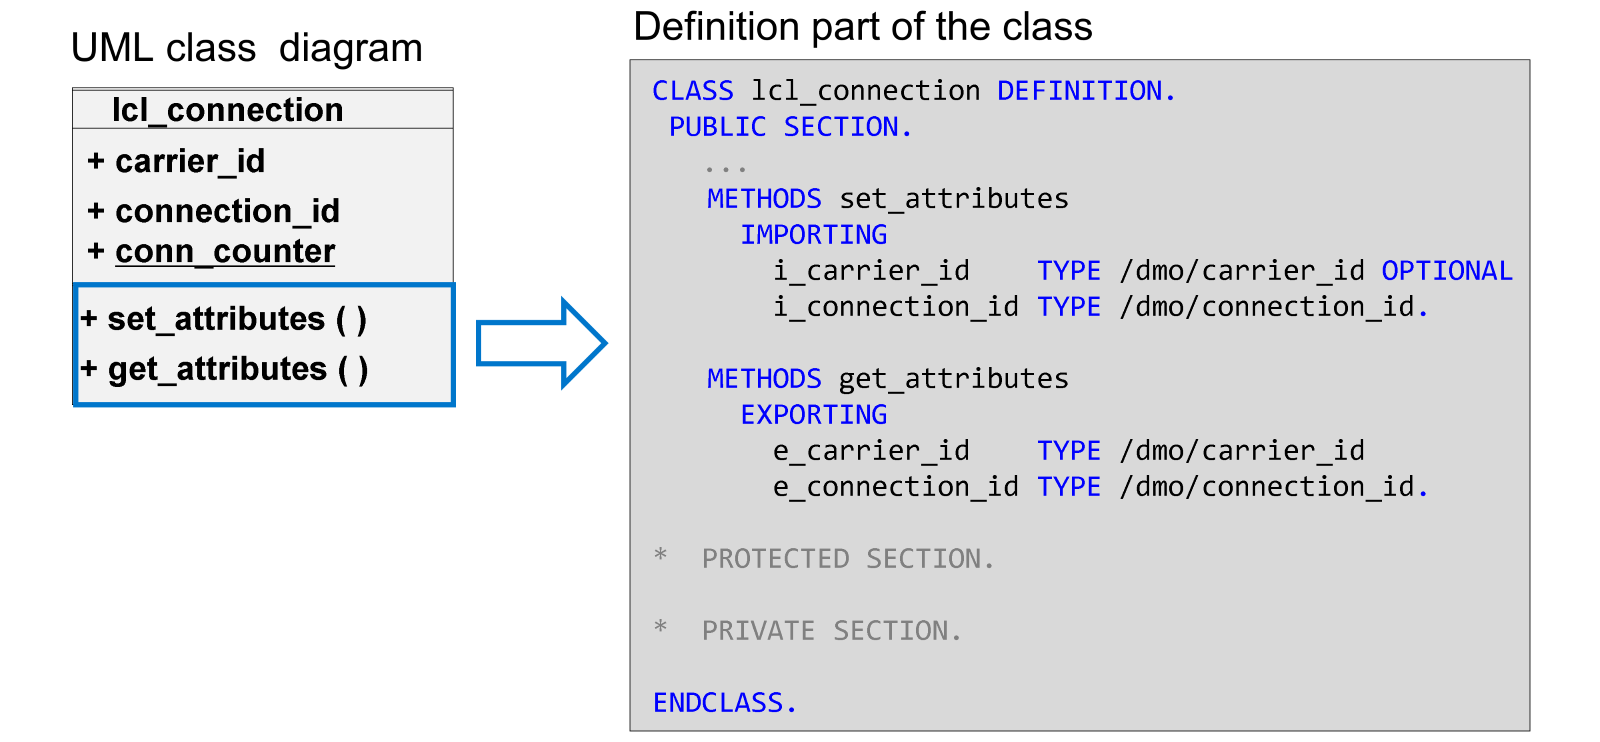 UML class  diagram
lcl_connection
+ carrier_id
+ connection_id
+ conn_counter
+ set_attributes ( )
+ get_attributes ( )
Definition part of the class
CLASS lcl_connection DEFINITION.
 PUBLIC SECTION.
   ...
   METHODS set_attributes
     IMPORTING
       i_carrier_id    TYPE /dmo/carrier_id OPTIONAL
       i_connection_id TYPE /dmo/connection_id.
   METHODS get_attributes
     EXPORTING
       e_carrier_id    TYPE /dmo/carrier_id
       e_connection_id TYPE /dmo/connection_id.
*  PROTECTED SECTION.
*  PRIVATE SECTION.
ENDCLASS.